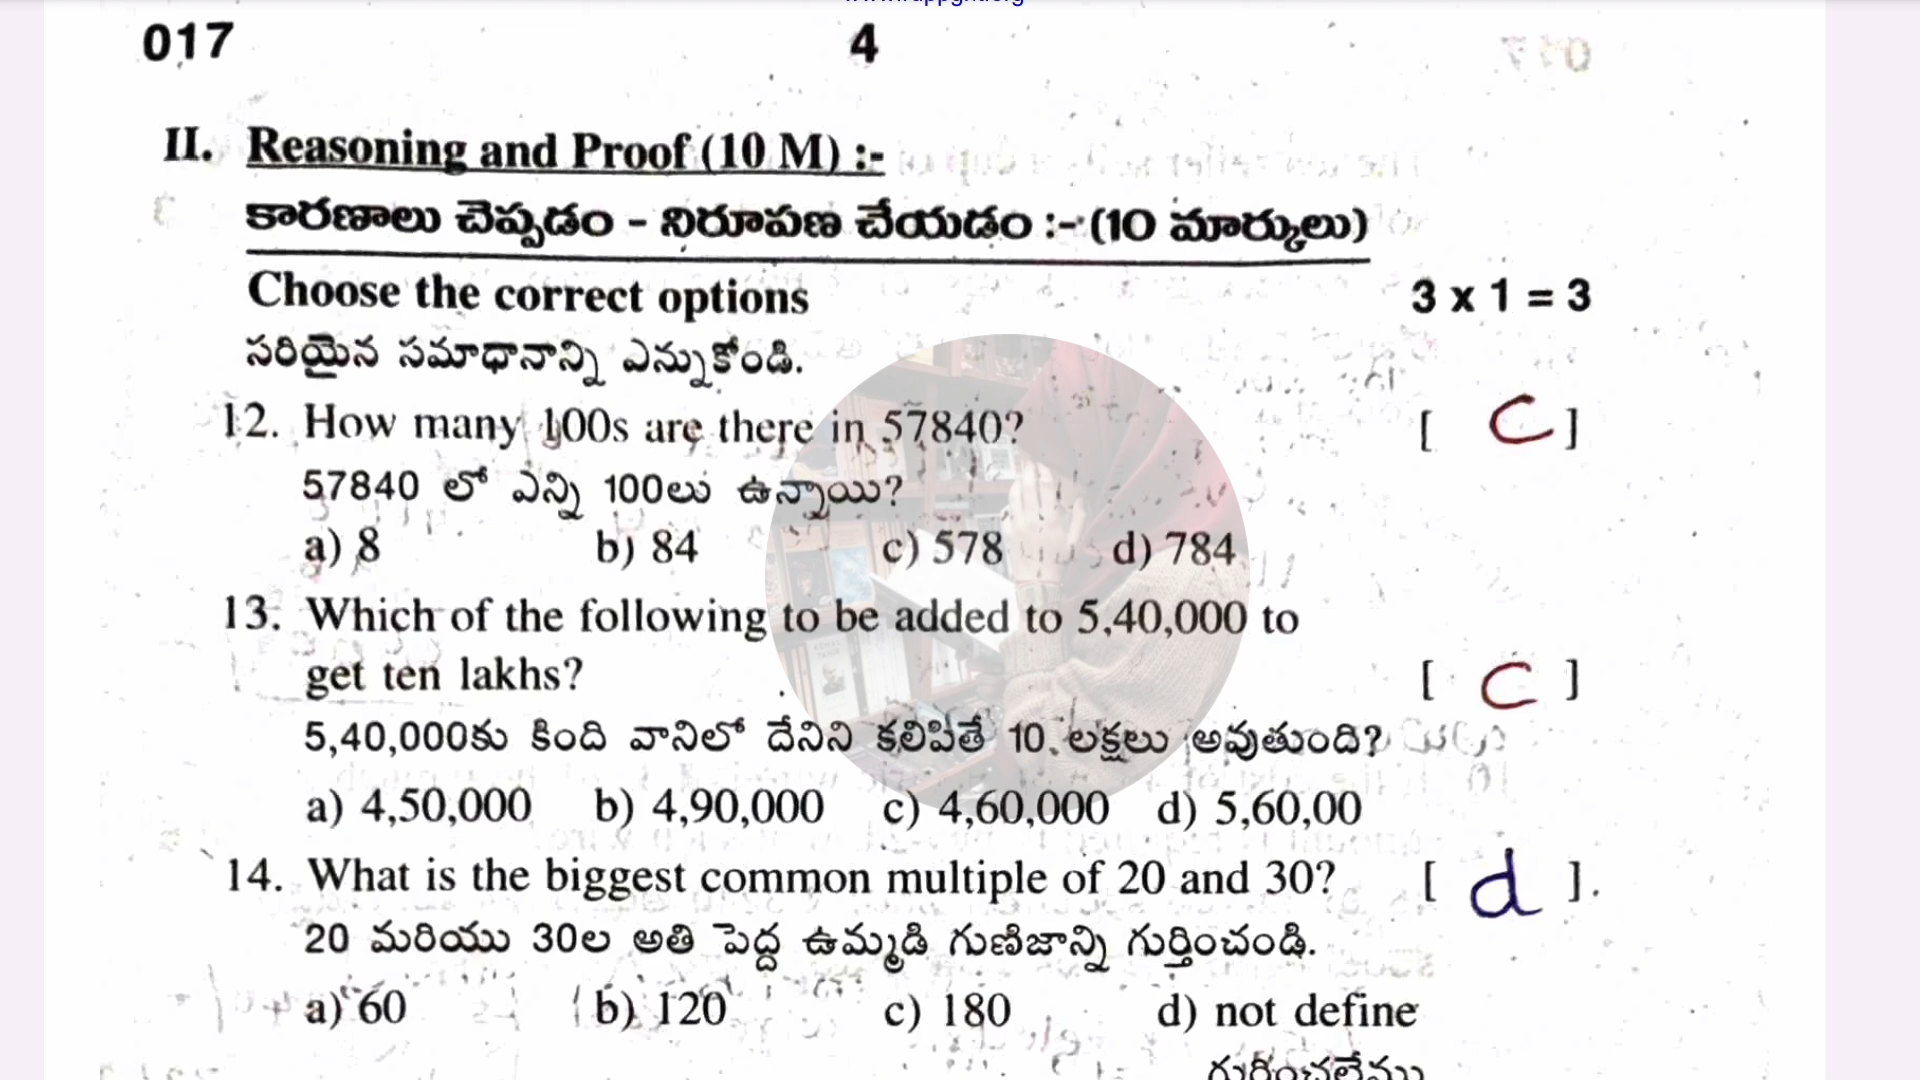 017
4
II. Reasoning and Proof (10 M) :-
కారణాలు చెప్పడం - నిరూపణ చేయడం :- (10 మార్కులు)
Choose the correct options 3 x 1 = 3
సరియైన సమాధానాన్ని ఎన్నుకోండి.
12. How many 100s are there in 57840? [ C ]
57840 లో ఎన్ని 100లు ఉన్నాయి?
a) 8 b) 84 c) 578 d) 784
13. Which of the following to be added to 5,40,000 to
get ten lakhs? [ C ]
5,40,000కు కింది వానిలో దేనిని కలిపితే 10 లక్షలు అవుతుంది?
a) 4,50,000 b) 4,90,000 c) 4,60,000 d) 5,60,00
14. What is the biggest common multiple of 20 and 30? [ d ].
20 మరియు 30ల అతి పెద్ద ఉమ్మడి గుణిజాన్ని గుర్తించండి.
a) 60 b) 120 c) 180 d) not define